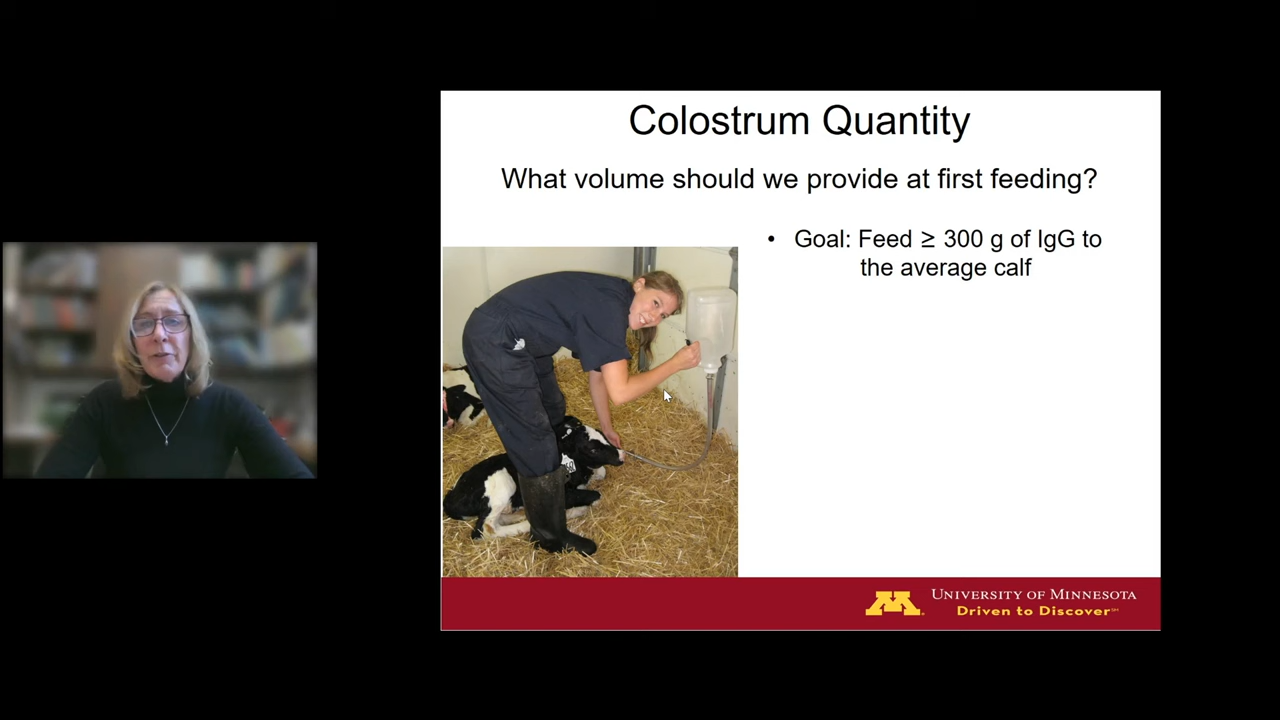 Colostrum Quantity
What volume should we provide at first feeding?
• Goal: Feed ≥ 300 g of IgG to
the average calf
UNIVERSITY OF MINNESOTA
Driven to Discover℠